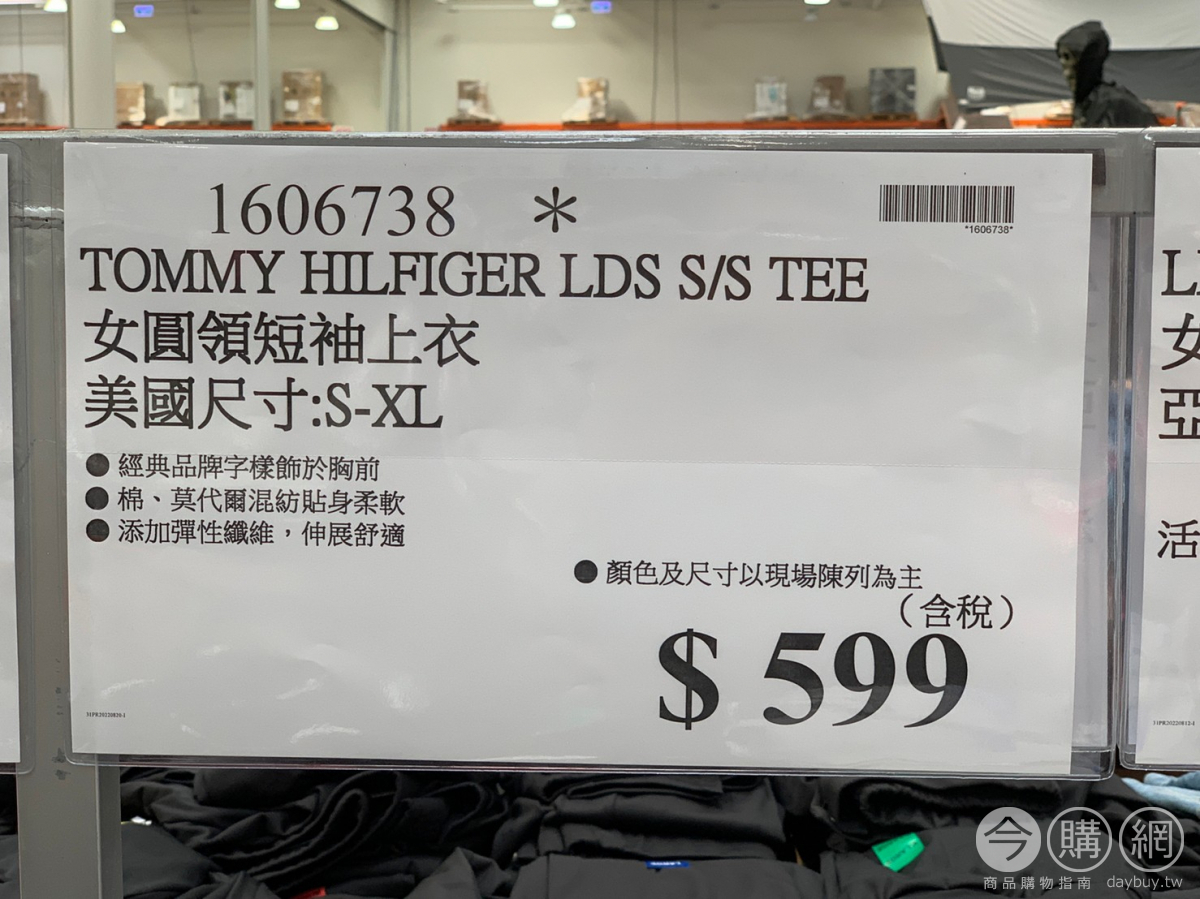 1606738 *
*1606738*
TOMMY HILFIGER LDS S/S TEE
女圓領短袖上衣
美國尺寸:S-XL
● 經典品牌字樣飾於胸前
● 棉、莫代爾混紡貼身柔軟
● 添加彈性纖維，伸展舒適
● 顏色及尺寸以現場陳列為主
（含稅）
$ 599
女
亞
活
今購網
商品購物指南 daybuy.tw